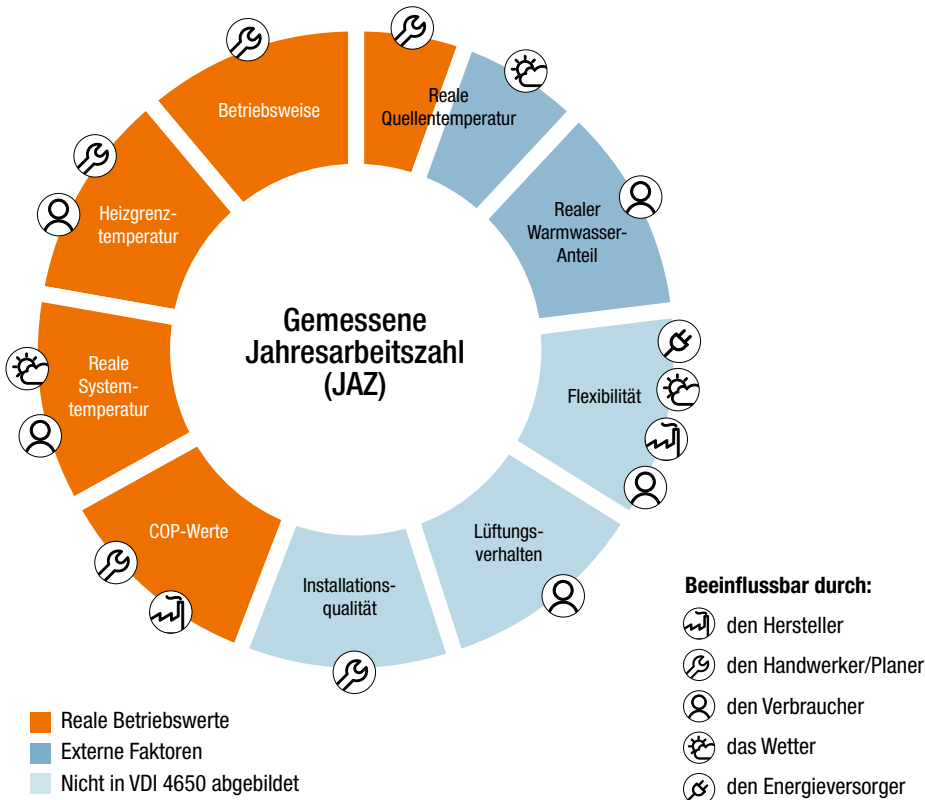 Betriebsweise
Reale
Quellentemperatur
Realer
Warmwasser-
Anteil
Flexibilität
Lüftungs-
verhalten
Installations-
qualität
COP-Werte
Reale
System-
temperatur
Heizgrenz-
temperatur
Gemessene
Jahresarbeitszahl
(JAZ)
Reale Betriebswerte
Externe Faktoren
Nicht in VDI 4650 abgebildet
Beeinflussbar durch:
den Hersteller
den Handwerker/Planer
den Verbraucher
das Wetter
den Energieversorger